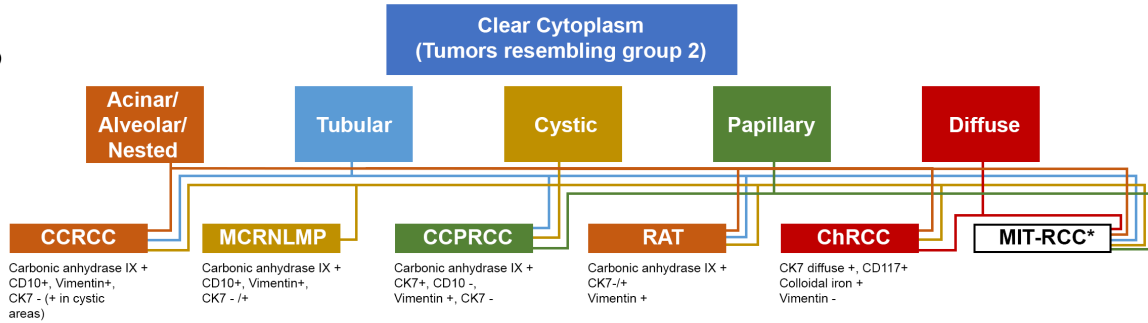 Clear Cytoplasm
(Tumors resembling group 2)
Acinar/
Alveolar/
Nested
Tubular
Cystic
Papillary
Diffuse
CCRCC
MCRNLMP
CCPRCC
RAT
ChRCC
MIT-RCC*
Carbonic anhydrase IX +
CD10+, Vimentin+,
CK7 - (+ in cystic
areas)
Carbonic anhydrase IX +
CD10+, Vimentin+,
CK7 - /+
Carbonic anhydrase IX +
CK7+, CD10 -,
Vimentin +, CK7 -
Carbonic anhydrase IX +
CK7-/+
Vimentin +
CK7 diffuse +, CD117+
Colloidal iron +
Vimentin -